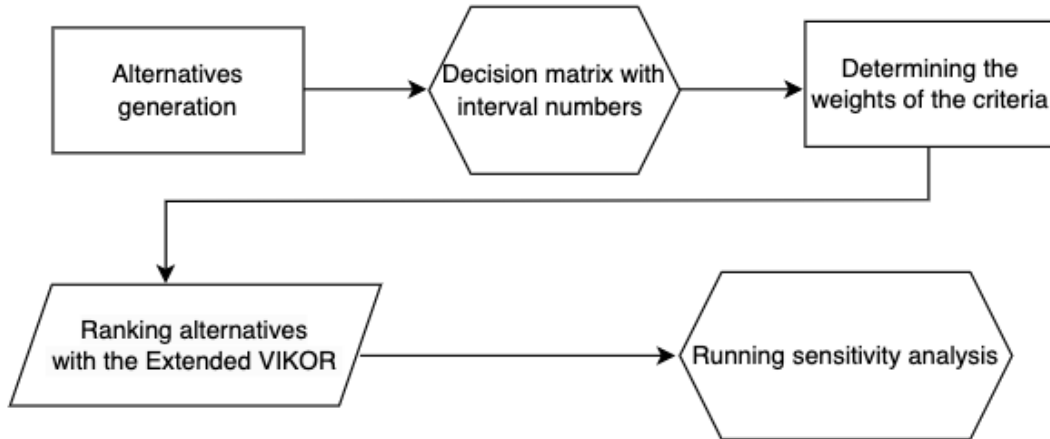 Alternatives
generation
Decision matrix with
interval numbers
Determining the
weights of the criteria
Ranking alternatives
with the Extended VIKOR
Running sensitivity analysis